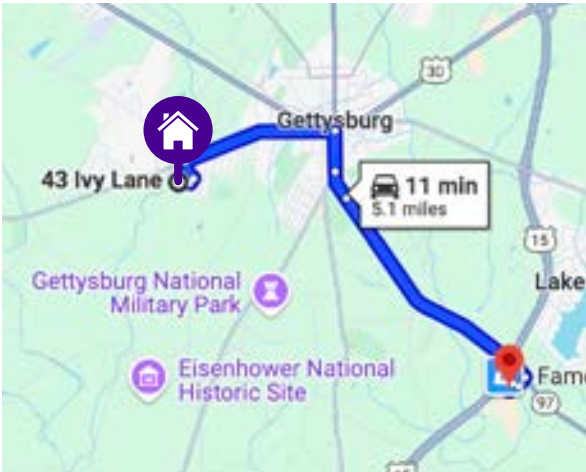 30
Gettysburg
43 Ivy Lane
11 min
5.1 miles
15
Gettysburg National
Military Park
Lake
Eisenhower National
Historic Site
Fam
97